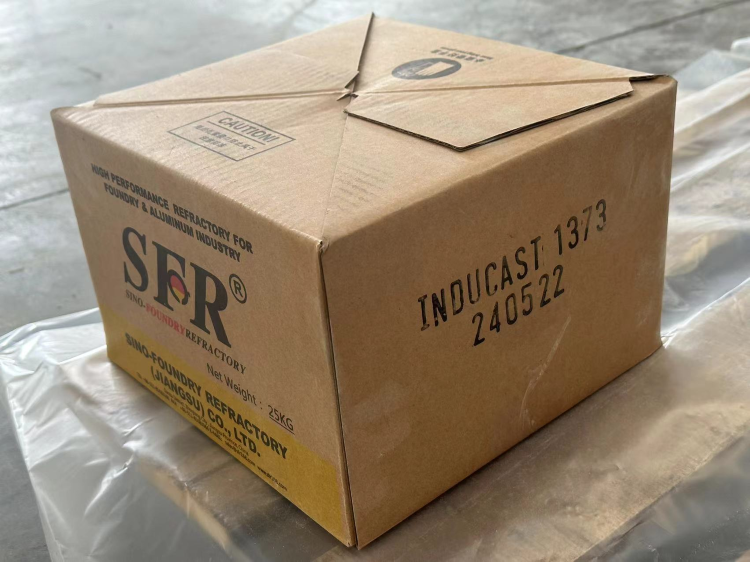 CAUTION!
HIGH PERFORMANCE REFRACTORY FOR
FOUNDRY & ALUMINUM INDUSTRY
SFR®
SINO-FOUNDRY REFRACTORY
Net Weight: 25KG
SINO-FOUNDRY REFRACTORY
(JIANGSU) CO., LTD.
INDUCAST 1373
240522